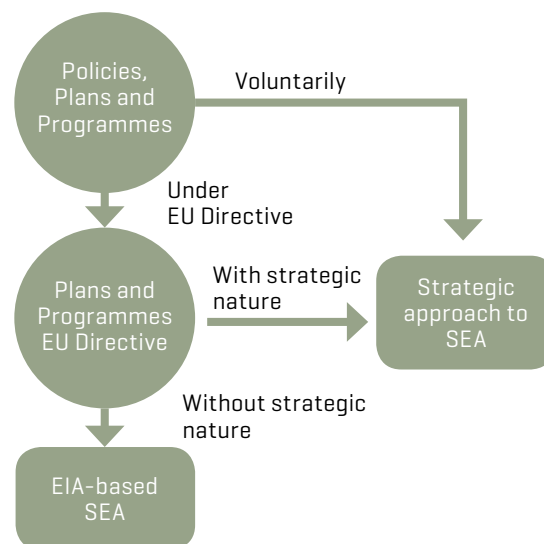 Policies,
Plans and
Programmes
Voluntarily
Under
EU Directive
Plans and
Programmes
EU Directive
With strategic
nature
Strategic
approach to
SEA
Without strategic
nature
EIA-based
SEA